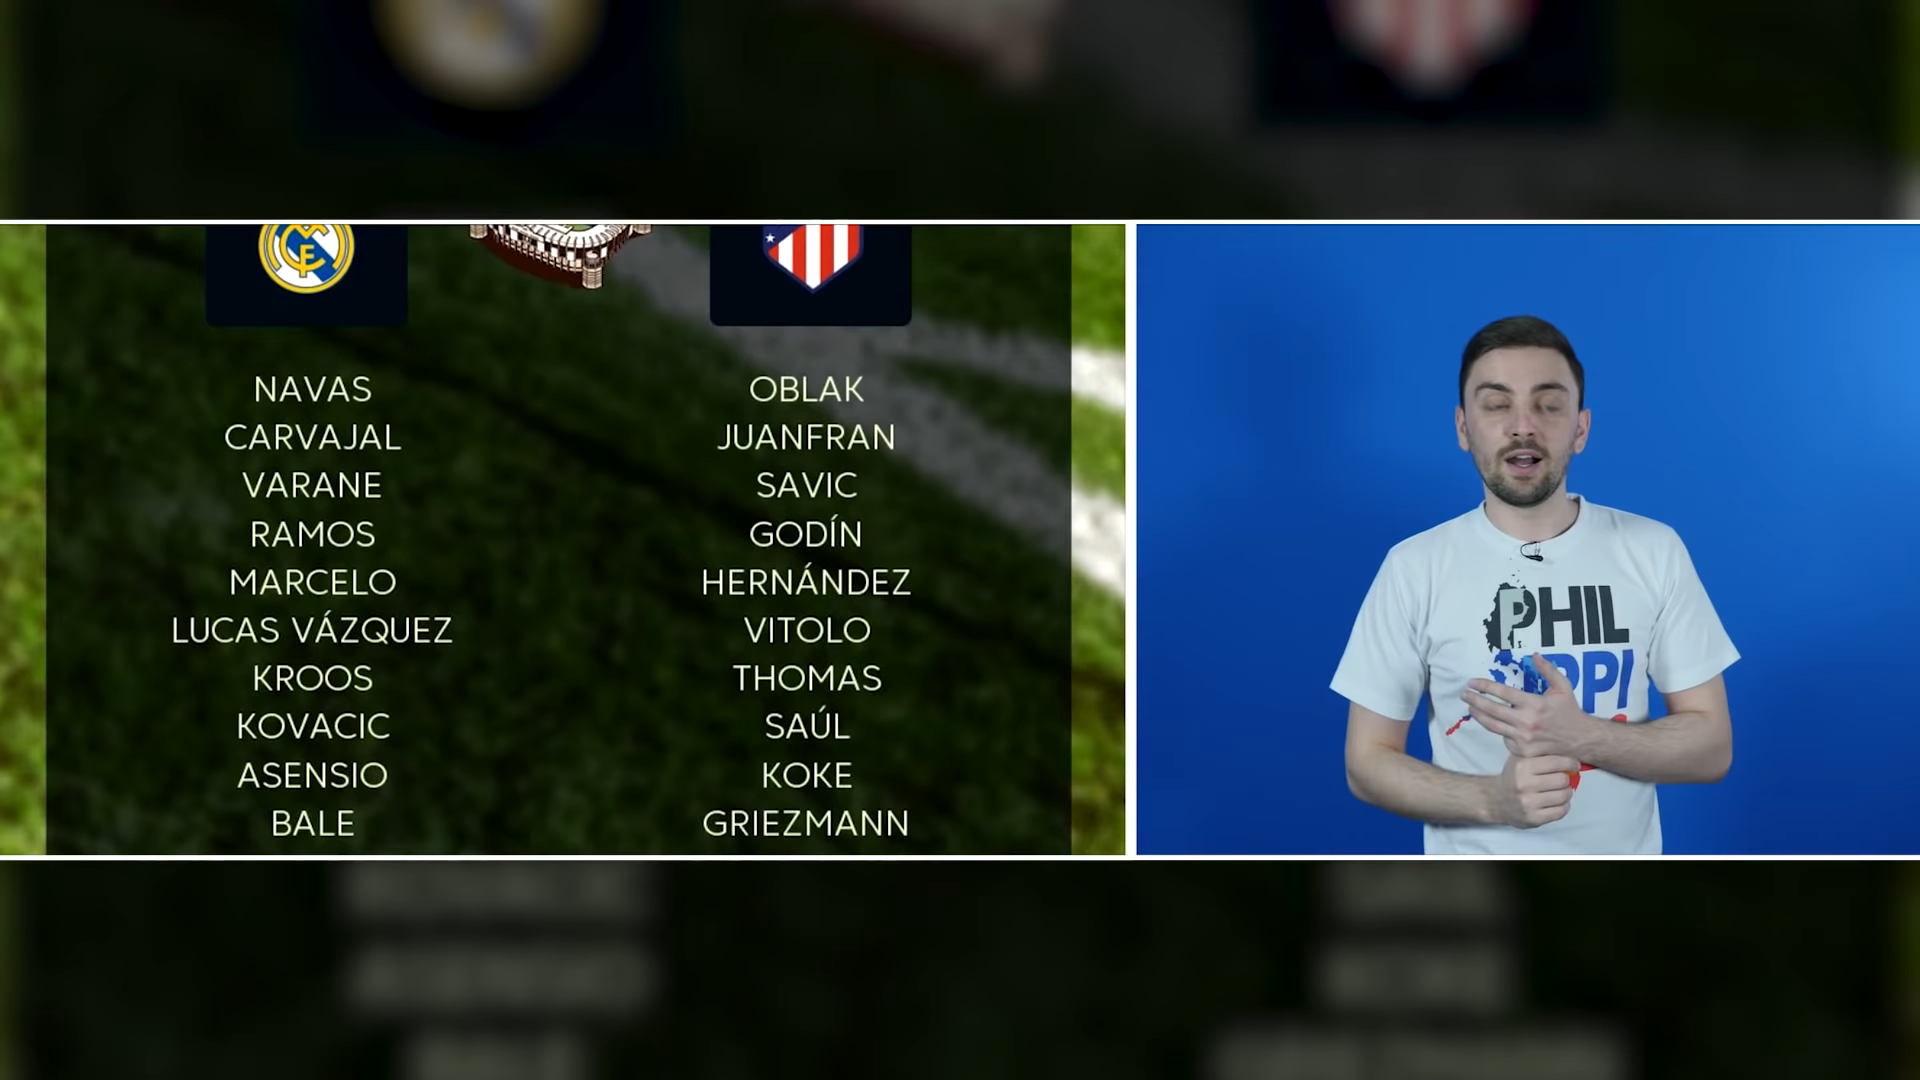 NAVAS
CARVAJAL
VARANE
RAMOS
MARCELO
LUCAS VÁZQUEZ
KROOS
KOVACIC
ASENSIO
BALE
OBLAK
JUANFRAN
SAVIC
GODÍN
HERNÁNDEZ
VITOLO
THOMAS
SAÚL
KOKE
GRIEZMANN
PHIL